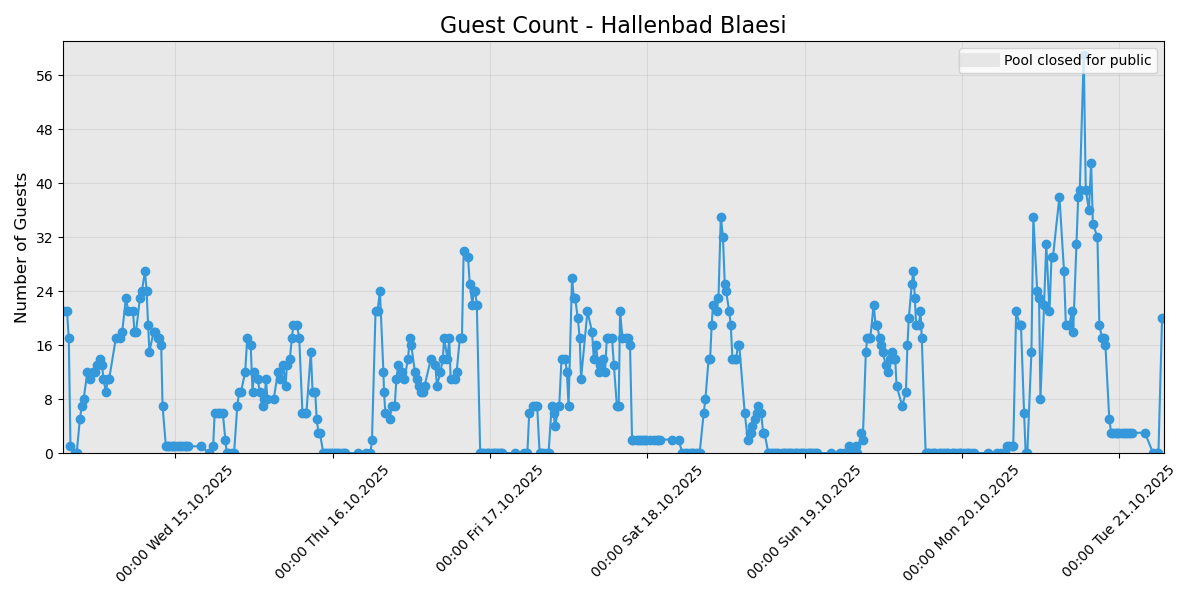 Guest Count - Hallenbad Blaesi
Pool closed for public
Number of Guests
56
48
40
32
24
16
8
0
00:00 Wed 15.10.2025
00:00 Thu 16.10.2025
00:00 Fri 17.10.2025
00:00 Sat 18.10.2025
00:00 Sun 19.10.2025
00:00 Mon 20.10.2025
00:00 Tue 21.10.2025